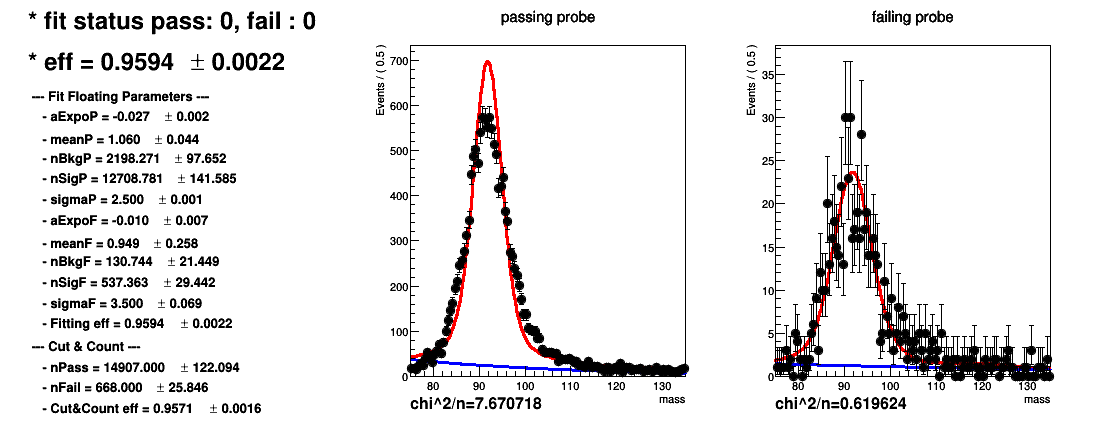 * fit status pass: 0, fail : 0
* eff = 0.9594 ± 0.0022
--- Fit Floating Parameters ---
- aExpoP = -0.027 ± 0.002
- meanP = 1.060 ± 0.044
- nBkgP = 2198.271 ± 97.652
- nSigP = 12708.781 ± 141.585
- sigmaP = 2.500 ± 0.001
- aExpoF = -0.010 ± 0.007
- meanF = 0.949 ± 0.258
- nBkgF = 130.744 ± 21.449
- nSigF = 537.363 ± 29.442
- sigmaF = 3.500 ± 0.069
- Fitting eff = 0.9594 ± 0.0022
--- Cut & Count ---
- nPass = 14907.000 ± 122.094
- nFail = 668.000 ± 25.846
- Cut&Count eff = 0.9571 ± 0.0016
passing probe
Events / ( 0.5 )
700
600
500
400
300
200
100
0
80 90 100 110 120 130
mass
chi^2/n=7.670718
failing probe
Events / ( 0.5 )
35
30
25
20
15
10
5
0
80 90 100 110 120 130
mass
chi^2/n=0.619624